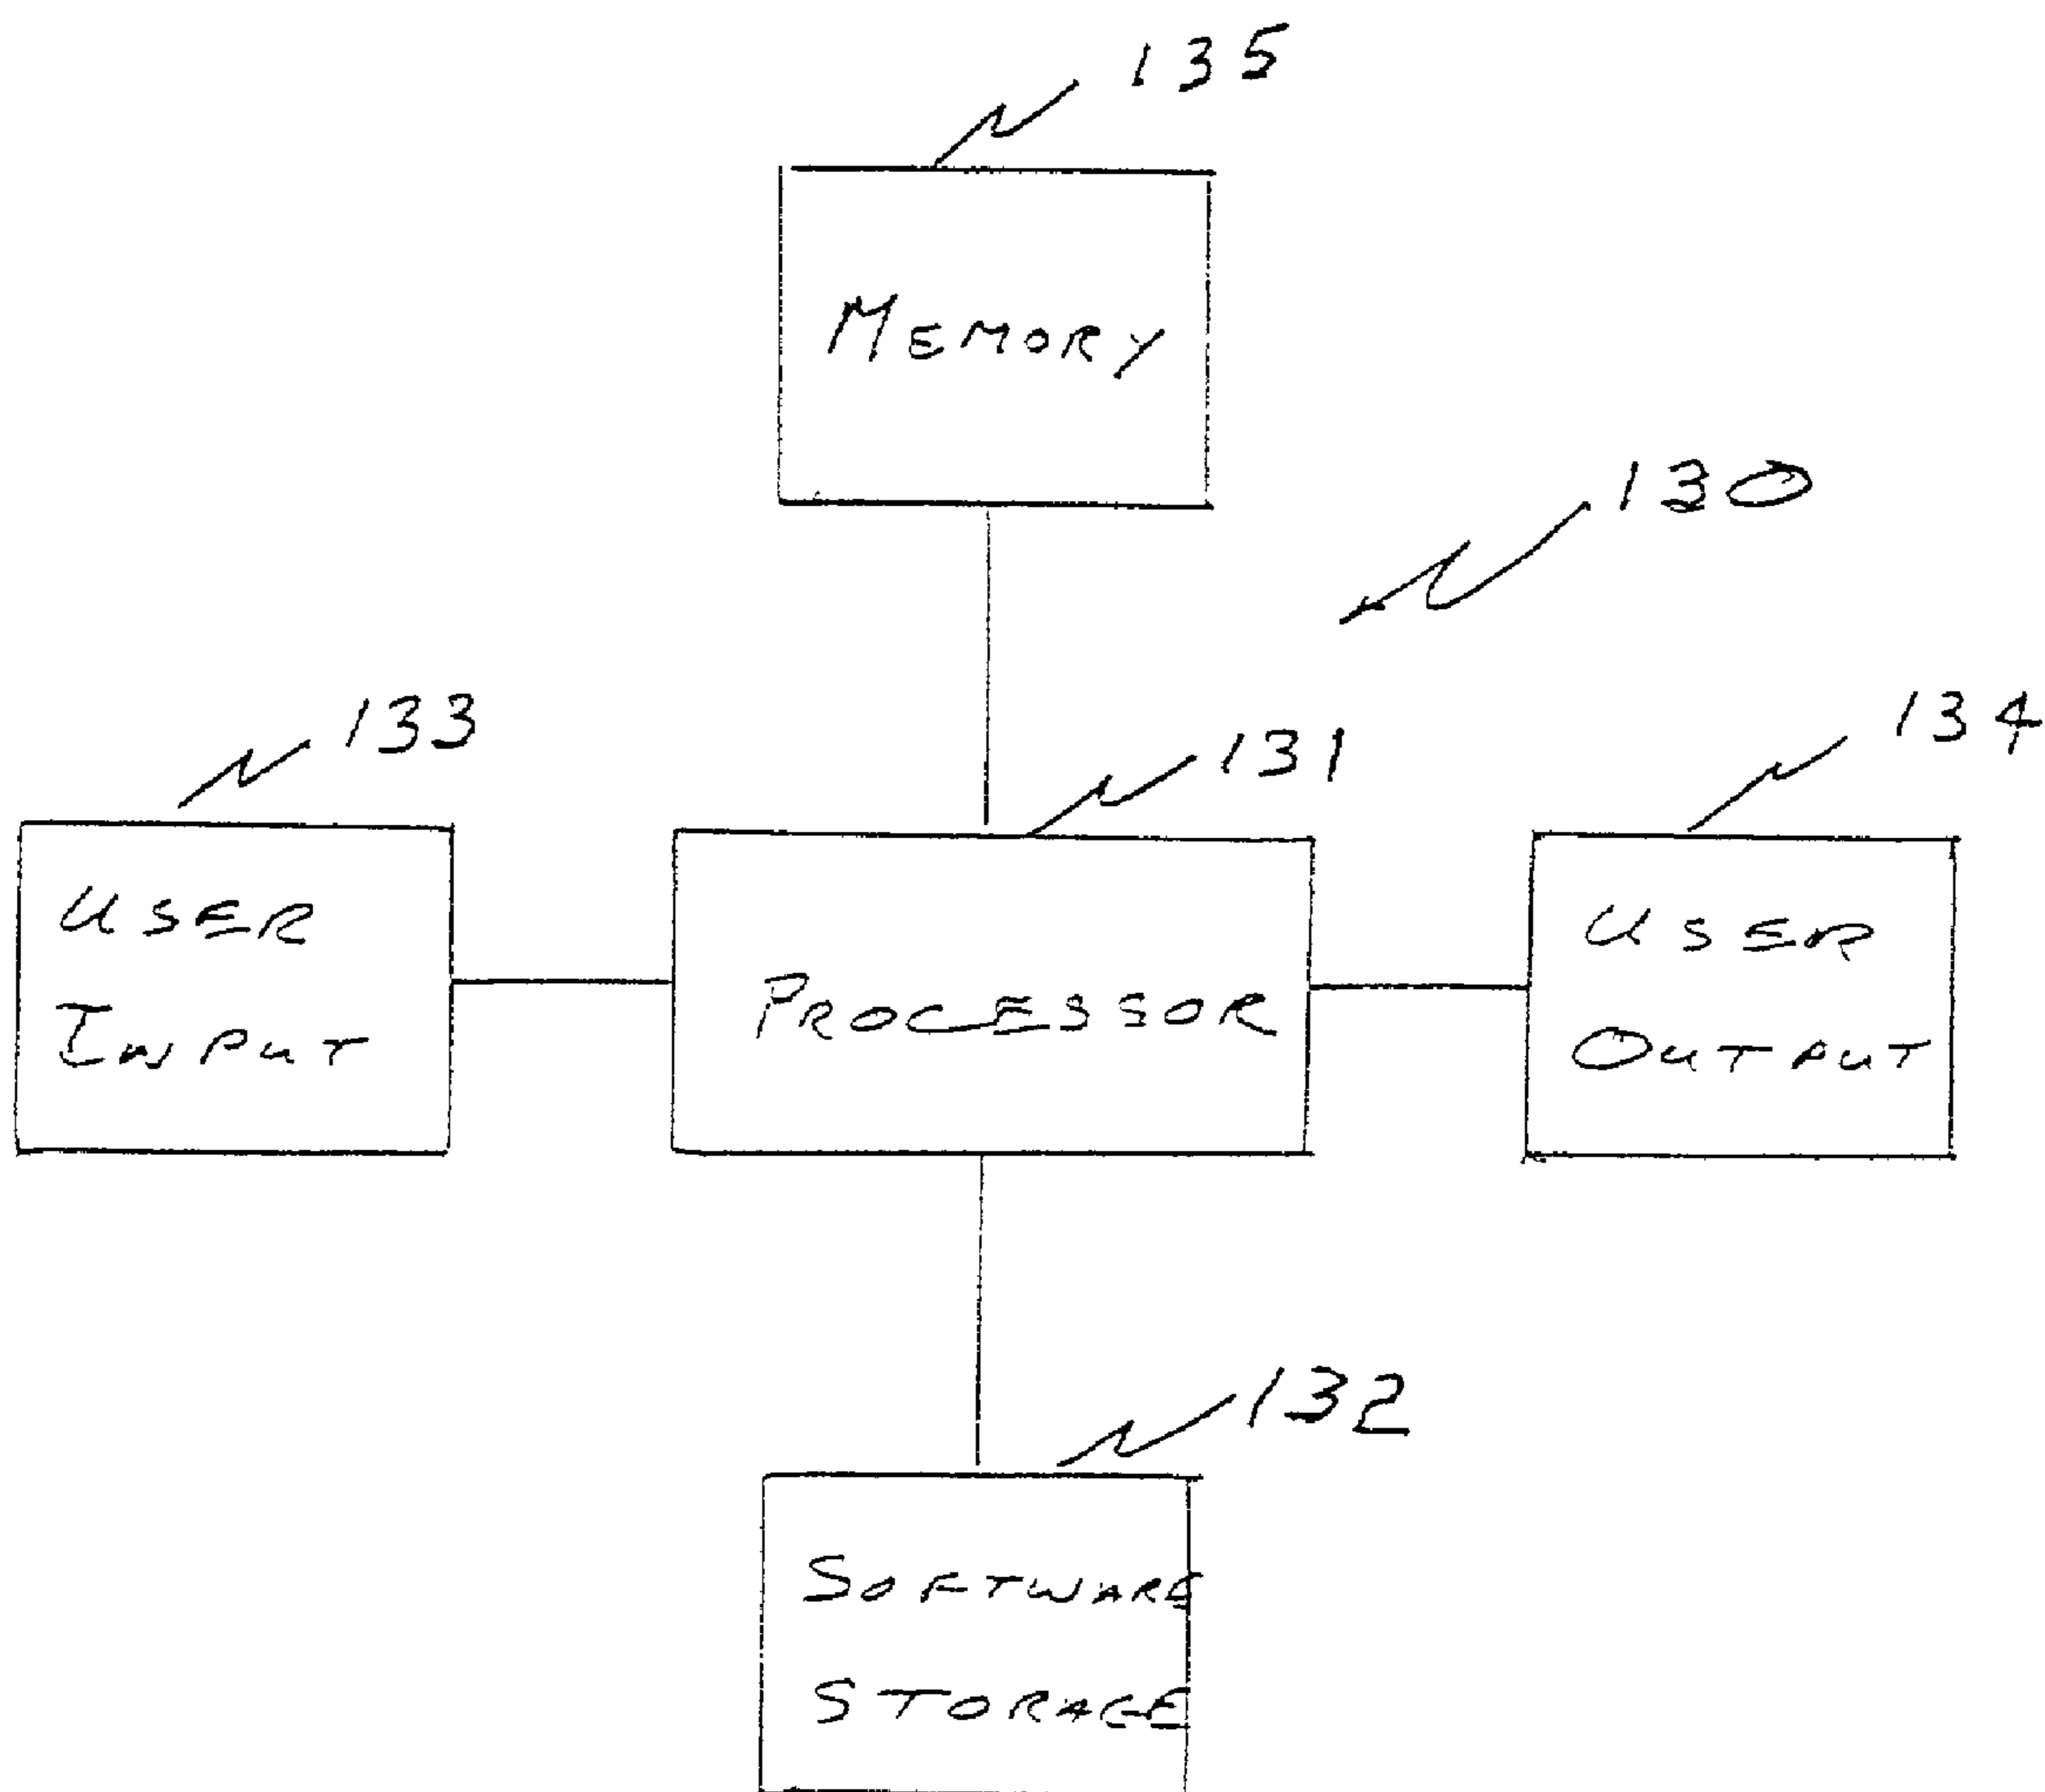 135
MEMORY
130
133
131
134
USER
INPUT
PROCESSOR
USER
OUTPUT
132
SOFTWARE
STORAGE